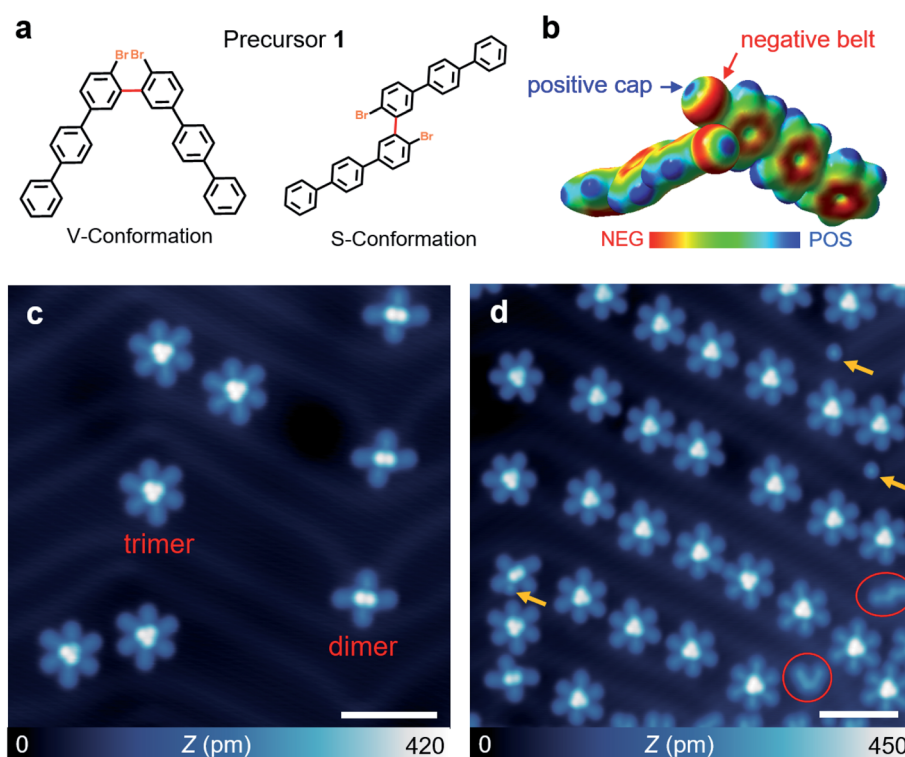 a
Precursor 1
b
negative belt
positive cap
Br Br
Br
Br
V-Conformation
S-Conformation
NEG
POS
c
d
trimer
dimer
0
Z (pm)
420
0
Z (pm)
450